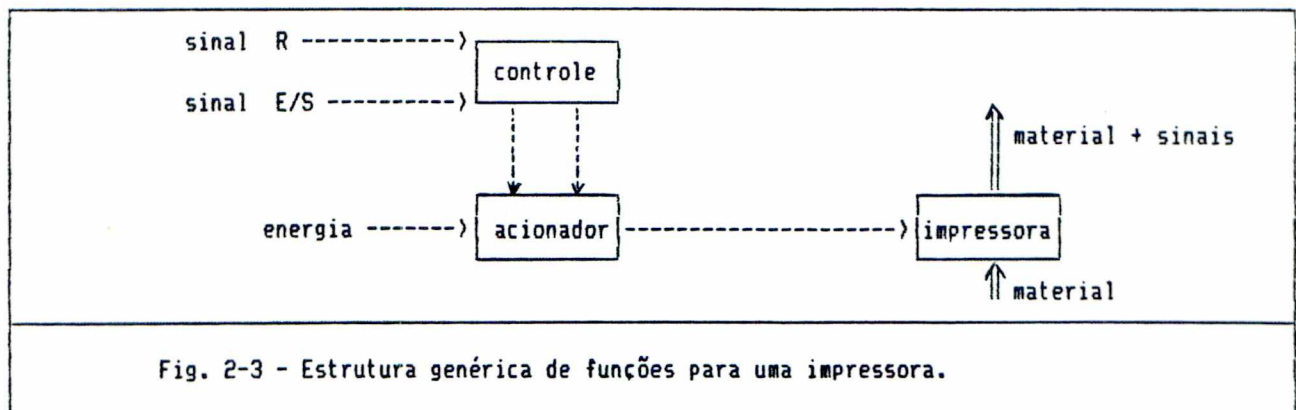 sinal R
controle
sinal E/S
material + sinais
energia
acionador
impressora
material
Fig. 2-3 - Estrutura genérica de funções para uma impressora.